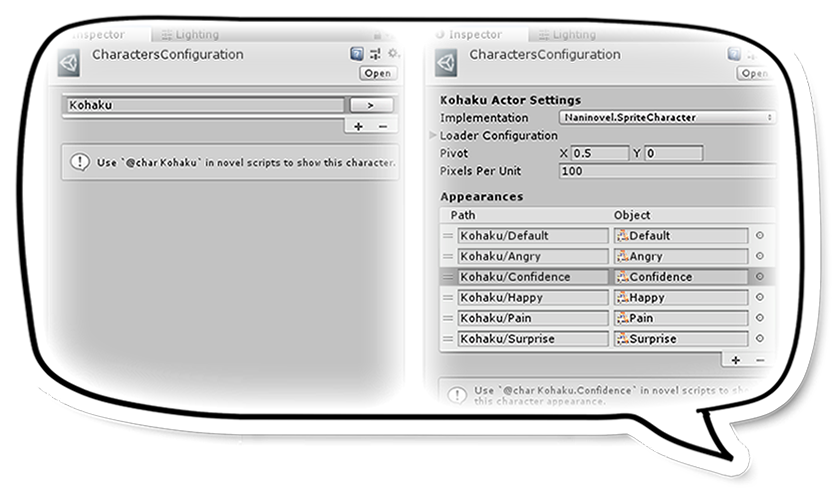 Inspector
Lighting
CharactersConfiguration
Open
Kohaku
>
+ −
Use `@char Kohaku` in novel scripts to show this character.
Inspector
Lighting
CharactersConfiguration
Open
Kohaku Actor Settings
Implementation Naninovel.SpriteCharacter
Loader Configuration
Pivot X 0.5 Y 0
Pixels Per Unit 100
Appearances
Path Object
Kohaku/Default Default
Kohaku/Angry Angry
Kohaku/Confidence Confidence
Kohaku/Happy Happy
Kohaku/Pain Pain
Kohaku/Surprise Surprise
+ −
Use `@char Kohaku.Confidence` in novel scripts to
this character appearance.